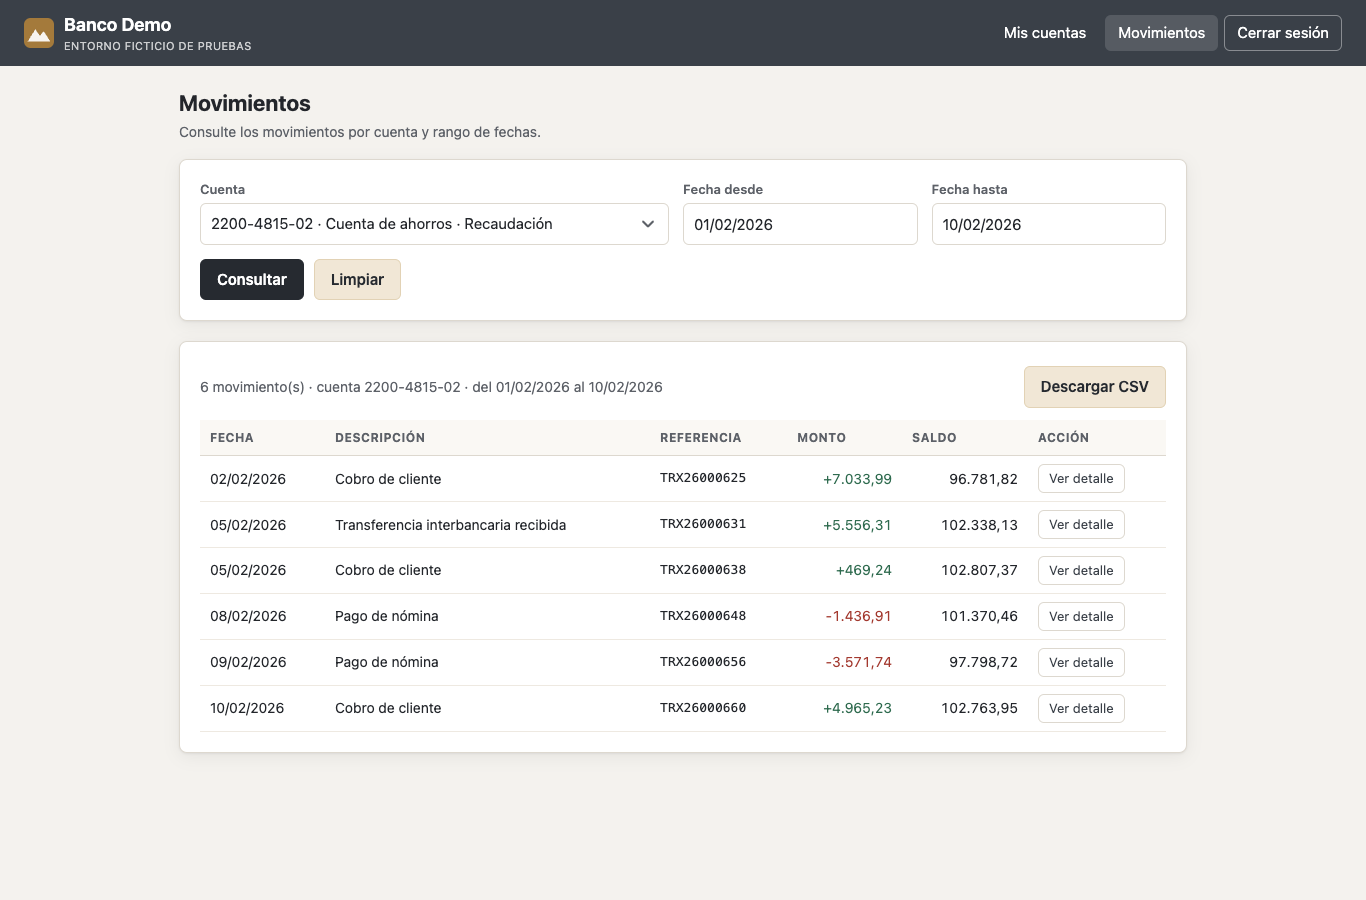 Banco Demo
ENTORNO FICTICIO DE PRUEBAS
Mis cuentas
Movimientos
Cerrar sesión
Movimientos
Consulte los movimientos por cuenta y rango de fechas.
Cuenta
Fecha desde
Fecha hasta
2200-4815-02 · Cuenta de ahorros · Recaudación
01/02/2026
10/02/2026
Consultar
Limpiar
6 movimiento(s) · cuenta 2200-4815-02 · del 01/02/2026 al 10/02/2026
Descargar CSV
FECHA DESCRIPCIÓN REFERENCIA MONTO SALDO ACCIÓN
02/02/2026 Cobro de cliente TRX26000625 +7.033,99 96.781,82 Ver detalle
05/02/2026 Transferencia interbancaria recibida TRX26000631 +5.556,31 102.338,13 Ver detalle
05/02/2026 Cobro de cliente TRX26000638 +469,24 102.807,37 Ver detalle
08/02/2026 Pago de nómina TRX26000648 -1.436,91 101.370,46 Ver detalle
09/02/2026 Pago de nómina TRX26000656 -3.571,74 97.798,72 Ver detalle
10/02/2026 Cobro de cliente TRX26000660 +4.965,23 102.763,95 Ver detalle